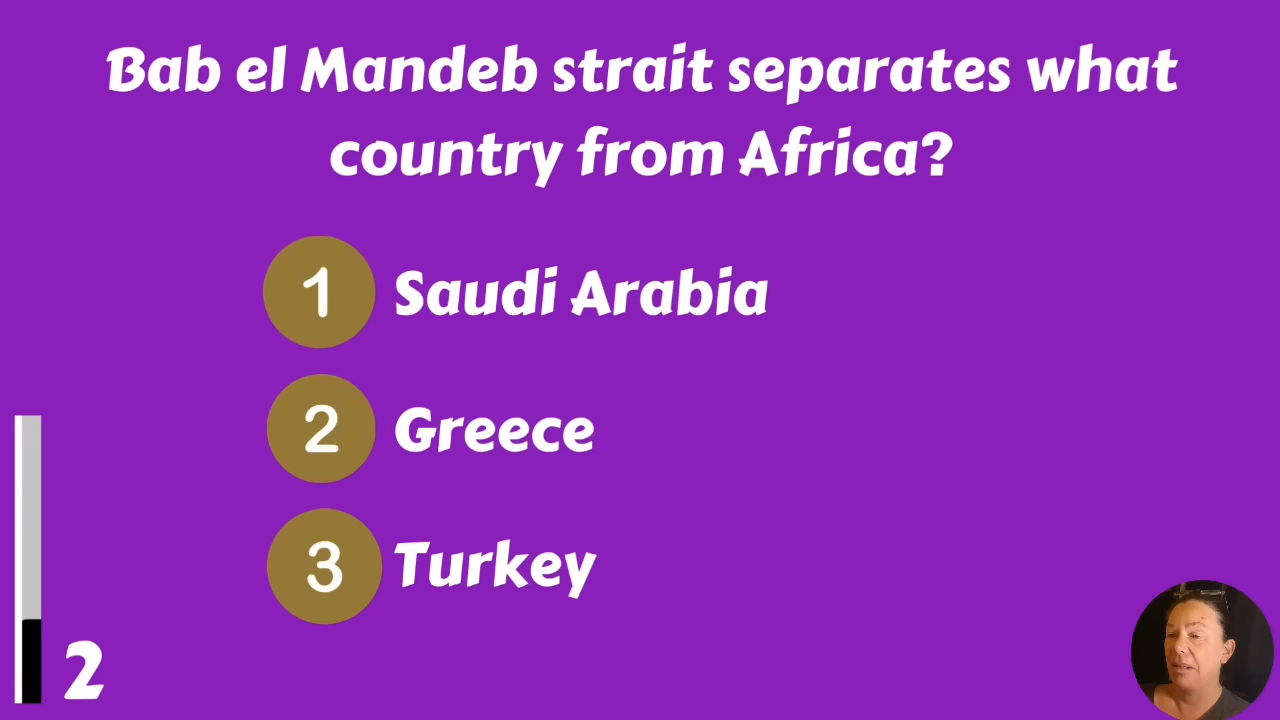 Bab el Mandeb strait separates what
country from Africa?
1 Saudi Arabia
2 Greece
3 Turkey
2